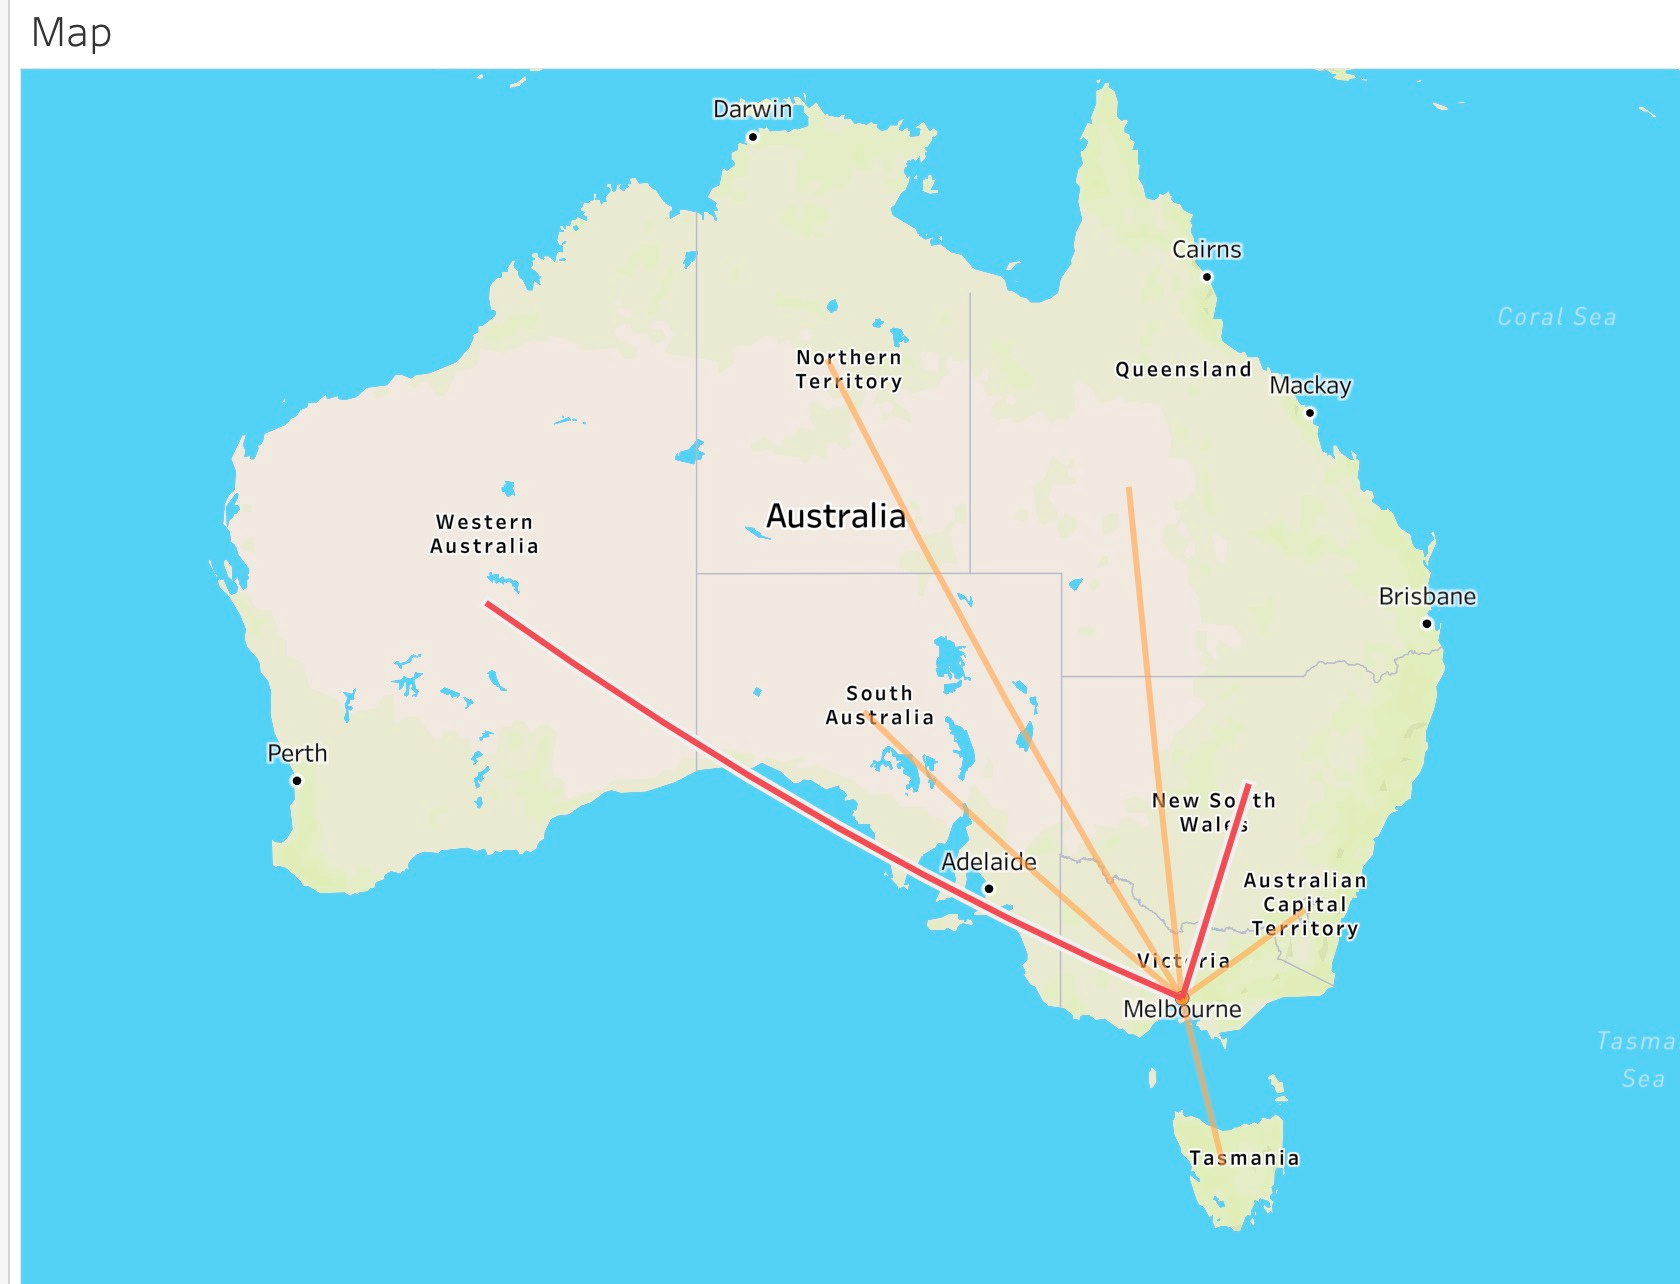 Map
Darwin
Cairns
Coral Sea
Northern
Territory
Queensland
Mackay
Australia
Western
Australia
Brisbane
South
Australia
Perth
New South
Wales
Adelaide
Australian
Capital
Territory
Victoria
Melbourne
Tasma
Sea
Tasmania